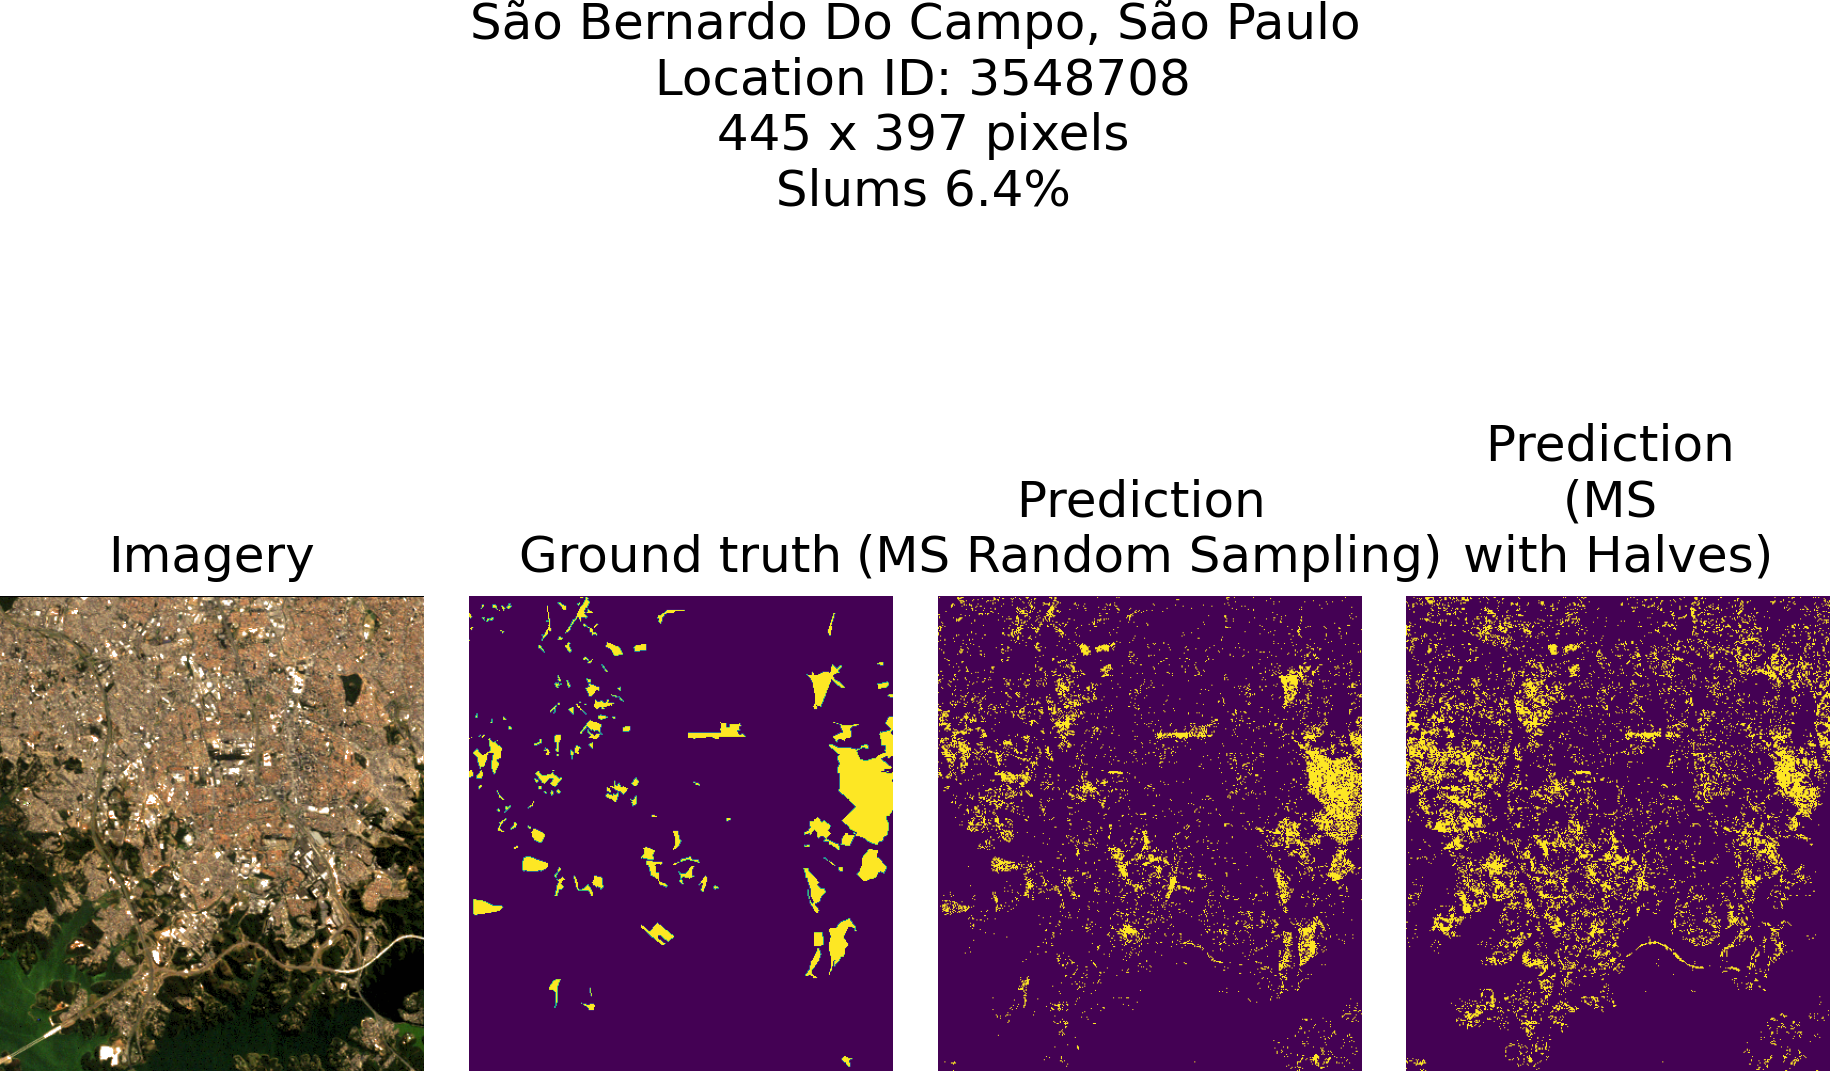 São Bernardo Do Campo, São Paulo
Location ID: 3548708
445 x 397 pixels
Slums 6.4%
Imagery
Ground truth
Prediction
(MS Random Sampling)
Prediction
(MS
with Halves)